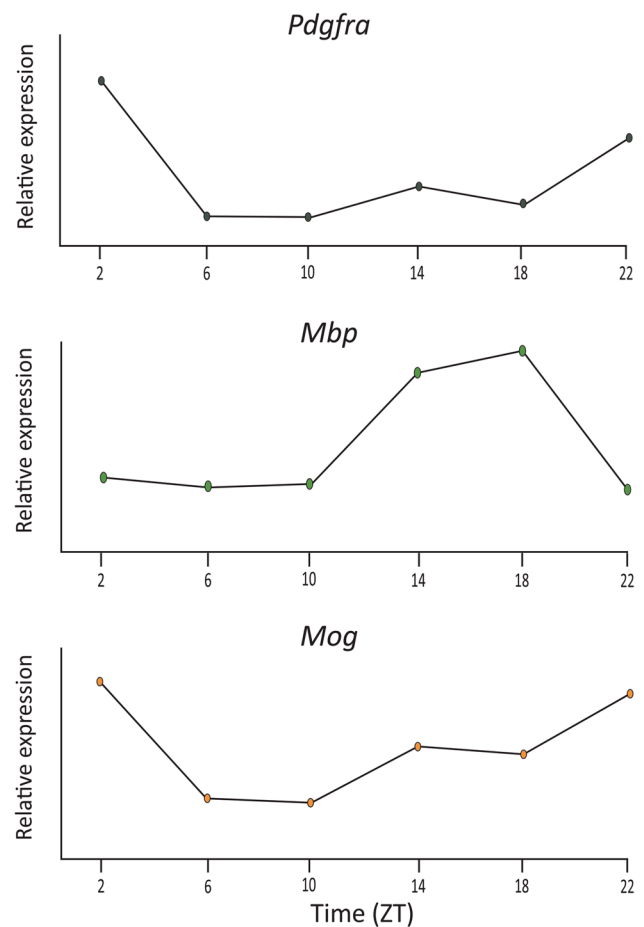 Pdgfra
Relative expression
2 6 10 14 18 22
Mbp
Relative expression
2 6 10 14 18 22
Mog
Relative expression
2 6 10 14 18 22
Time (ZT)